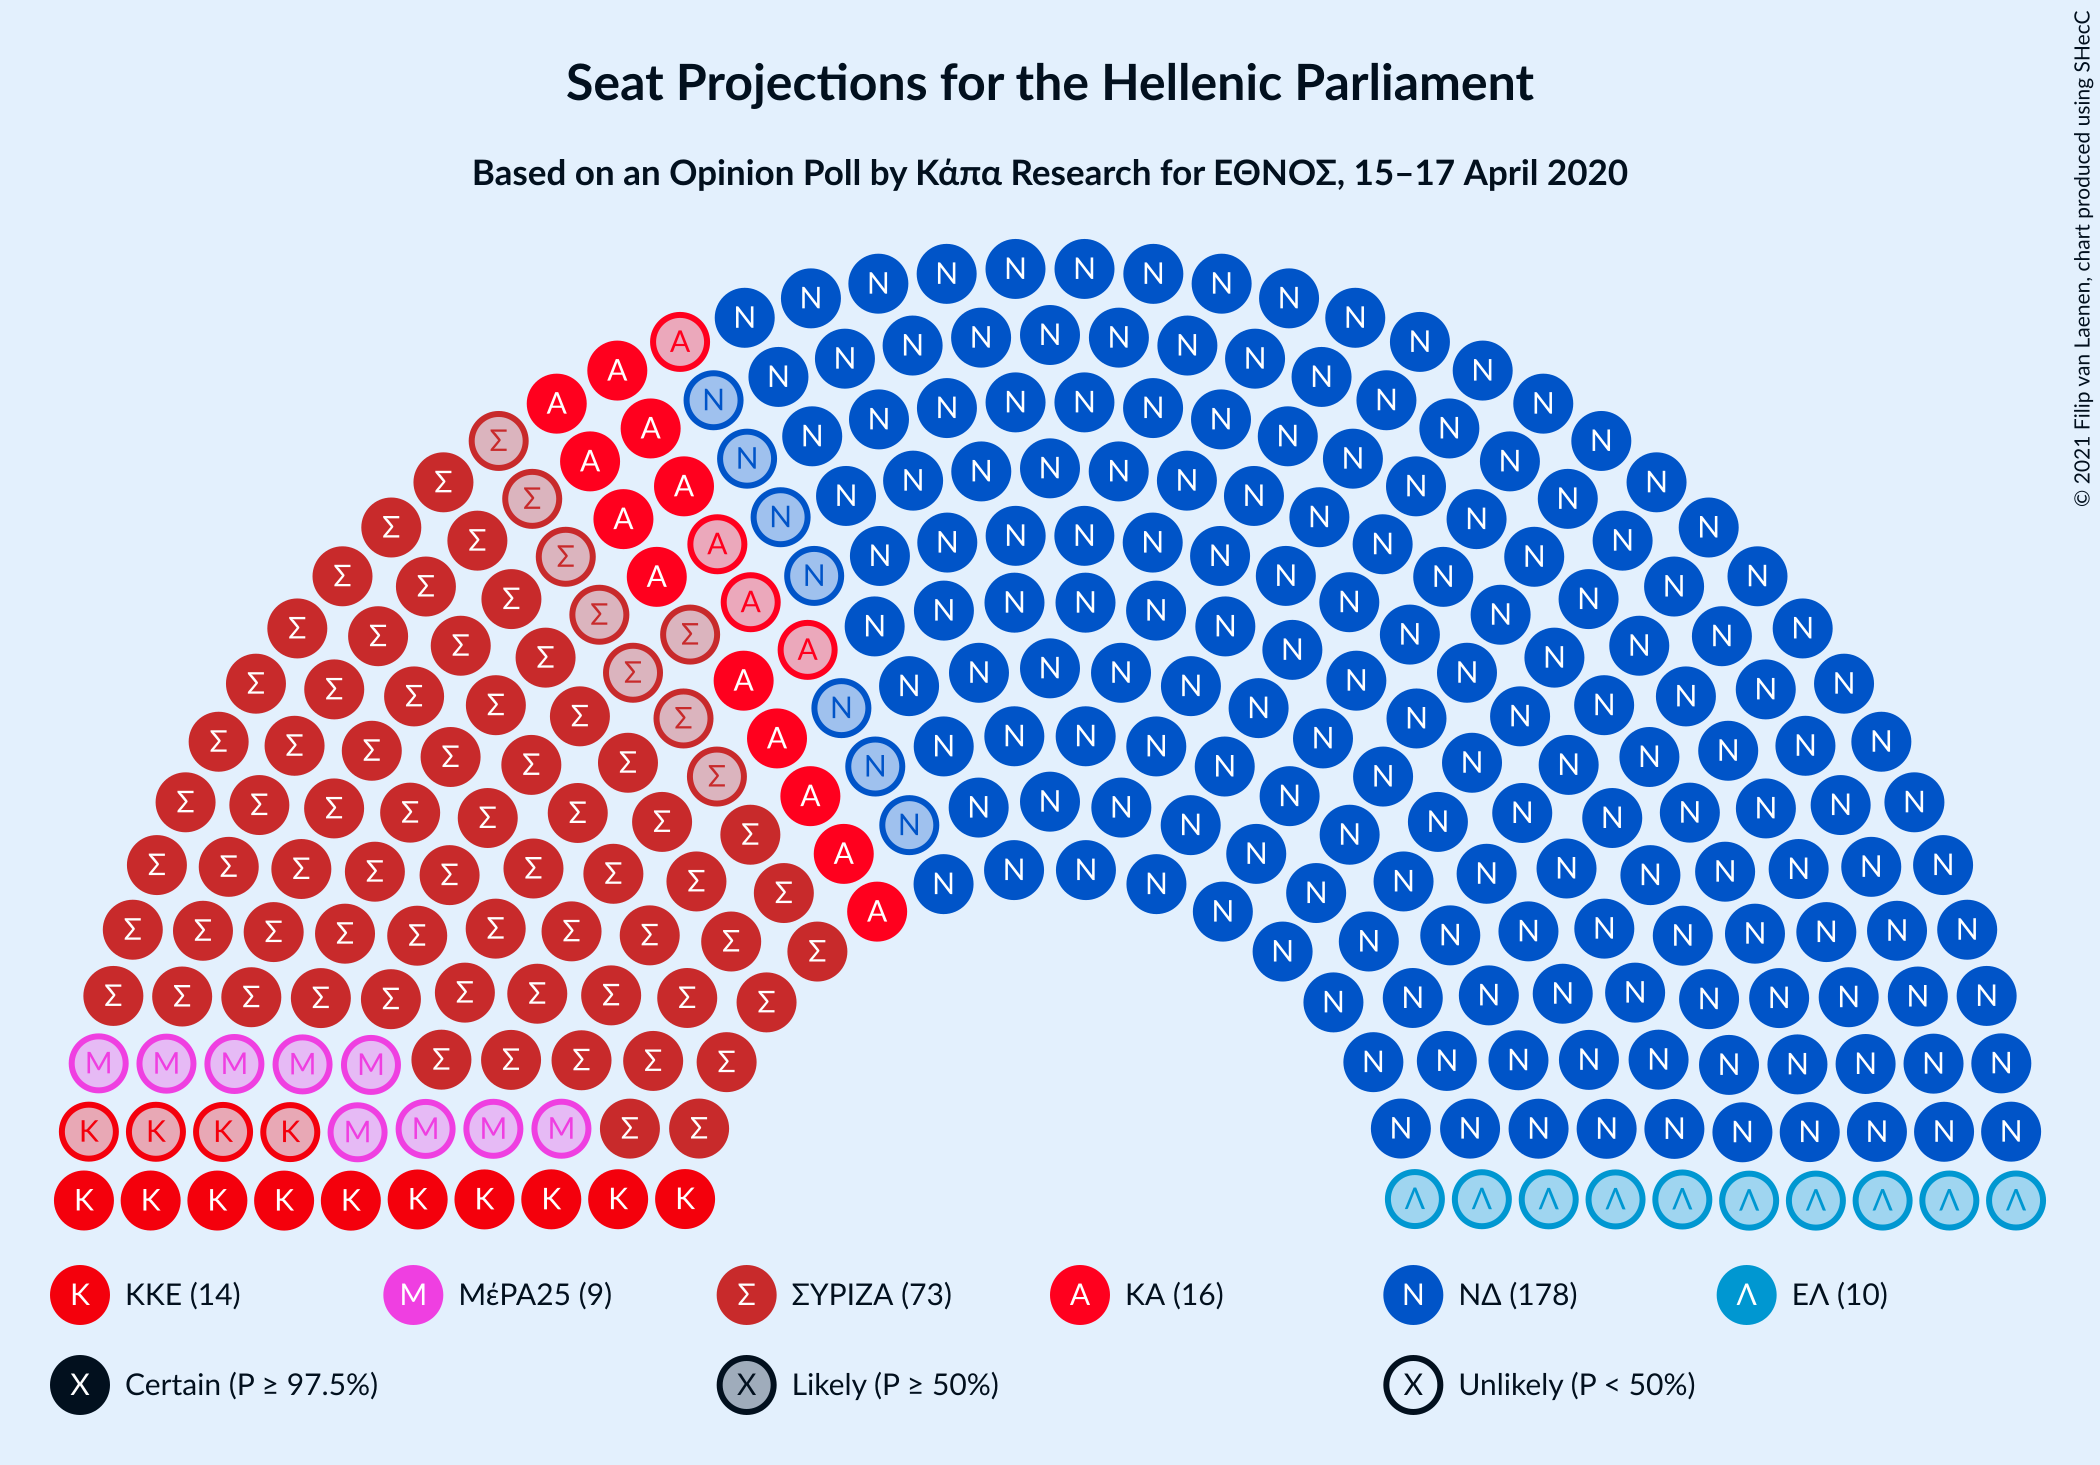 Seat Projections for the Hellenic Parliament
Based on an Opinion Poll by Κάπα Research for ΕΘΝΟΣ, 15–17 April 2020
© 2021 Filip van Laenen, chart produced using SHecC
K ΚΚΕ (14) M ΜέΡΑ25 (9) Σ ΣΥΡΙΖΑ (73) A ΚΑ (16) N ΝΔ (178) Λ ΕΛ (10)
X Certain (P ≥ 97.5%) X Likely (P ≥ 50%) X Unlikely (P < 50%)